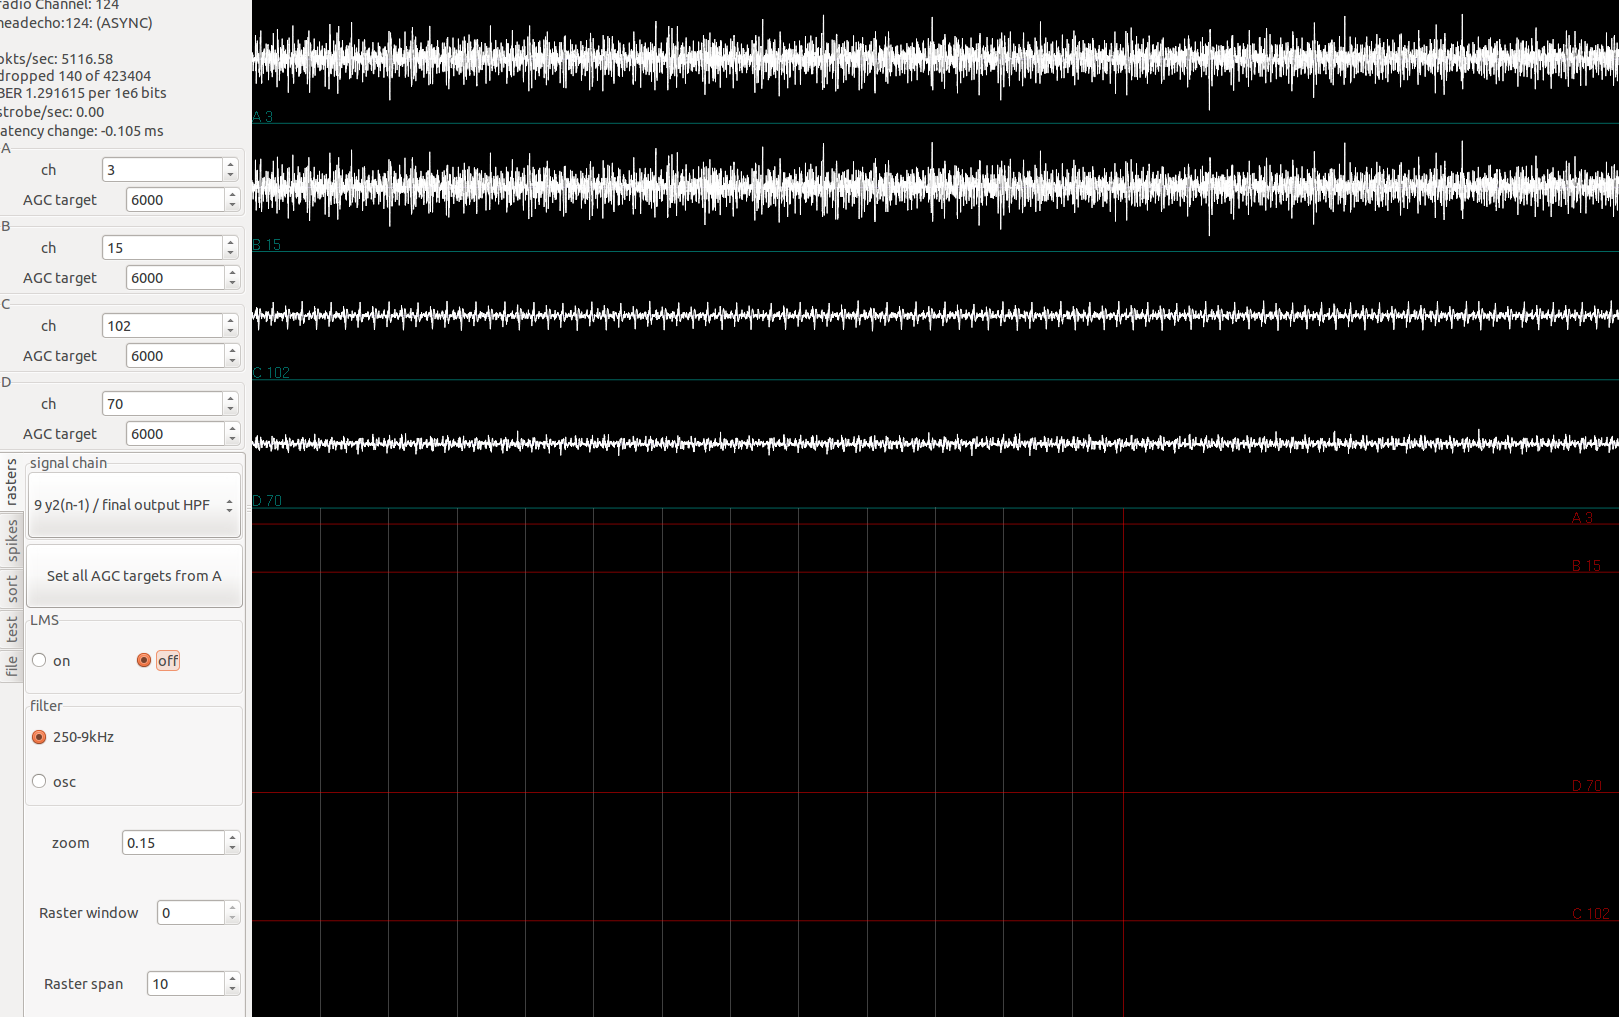 radio Channel: 124
headecho:124: (ASYNC)
pkts/sec: 5116.58
dropped 140 of 423404
BER 1.291615 per 1e6 bits
strobe/sec: 0.00
latency change: -0.105 ms
A
ch 3
AGC target 6000
B
ch 15
AGC target 6000
C
ch 102
AGC target 6000
D
ch 70
AGC target 6000
rasters
spikes
sort
test
file
signal chain
9 y2(n-1) / final output HPF
Set all AGC targets from A
LMS
on off
filter
250-9kHz
osc
zoom 0.15
Raster window 0
Raster span 10
A 3
B 15
C 102
D 70
A 3
B 15
D 70
C 102